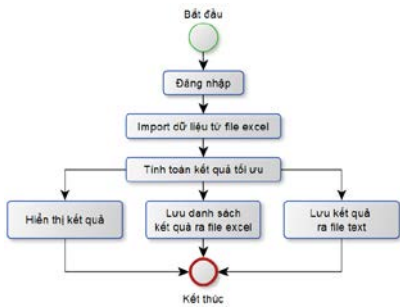 Bắt đầu
Đăng nhập
Import dữ liệu từ file excel
Tính toán kết quả tối ưu
Hiển thị kết quả
Lưu danh sách
kết quả ra file excel
Lưu kết quả
ra file text
Kết thúc